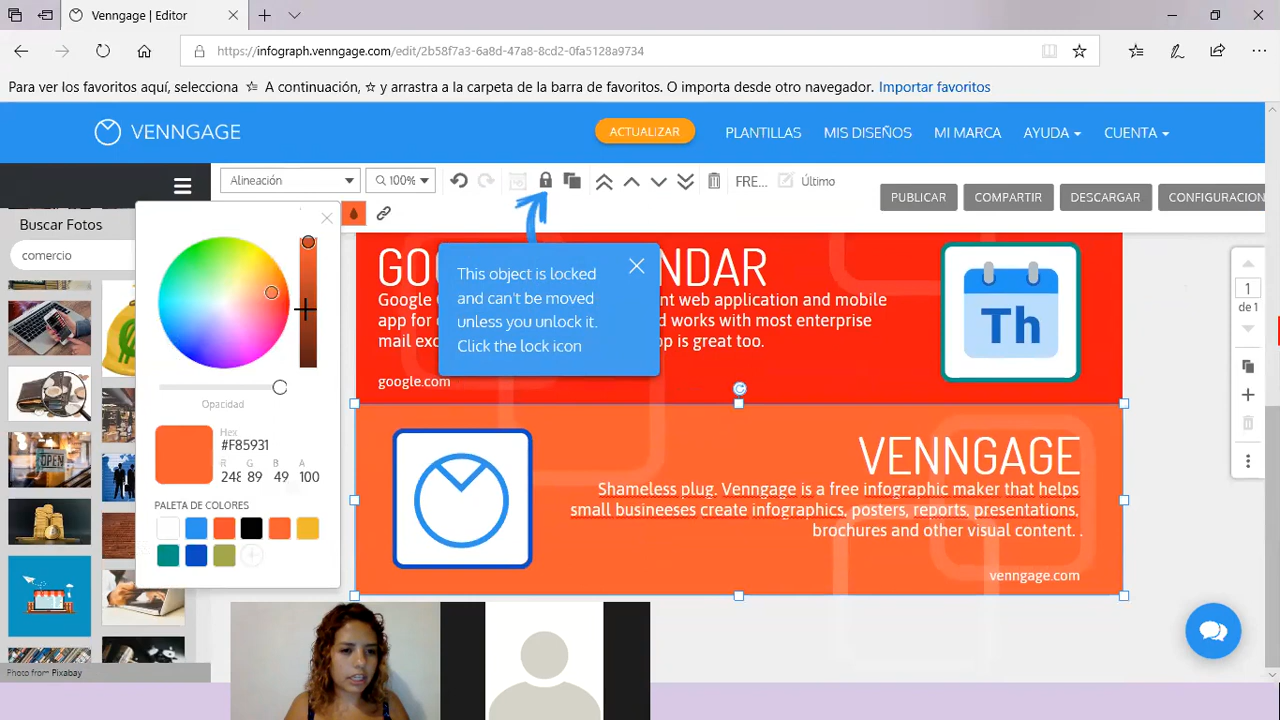 Venngage | Editor
https://infograph.venngage.com/edit/2b58f7a3-6a8d-47a8-8cd2-0fa5128a9734
Para ver los favoritos aquí, selecciona A continuación, y arrastra a la carpeta de la barra de favoritos. O importa desde otro navegador. Importar favoritos
VENNGAGE
ACTUALIZAR
PLANTILLAS
MIS DISEÑOS
MI MARCA
AYUDA
CUENTA
Alineación
100%
FRE...
Último
PUBLICAR
COMPARTIR
DESCARGAR
CONFIGURACION
Buscar Fotos
comercio
OPEN
Photo from Pixabay
Opacidad
Hex
#F85931
R G B A
248 89 49 100
PALETA DE COLORES
This object is locked
and can't be moved
unless you unlock it.
Click the lock icon
GO NDAR
Google nt web application and mobile
app for d works with most enterprise
mail exc p is great too.
google.com
Th
VENNGAGE
Shameless plug. Venngage is a free infographic maker that helps
small busineeses create infographics, posters, reports, presentations,
brochures and other visual content. .
venngage.com
1
de 1